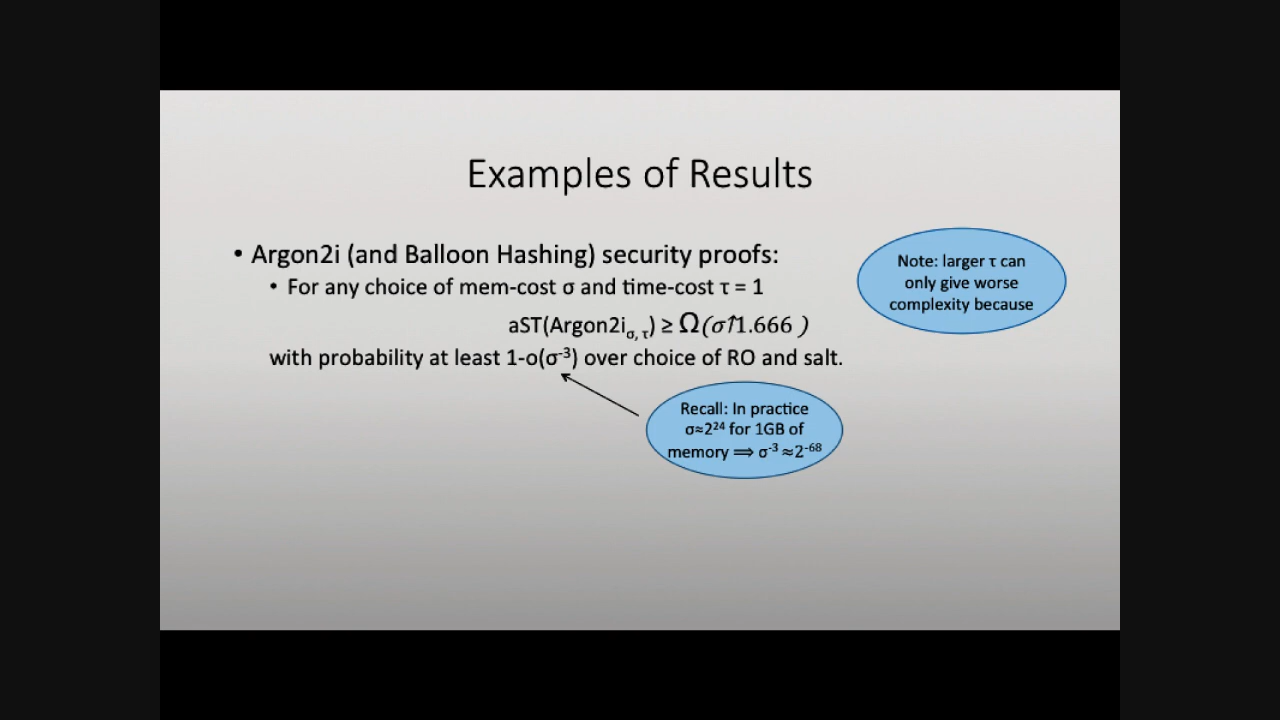 Examples of Results
• Argon2i (and Balloon Hashing) security proofs:
• For any choice of mem-cost σ and time-cost τ = 1
aST(Argon2i_σ,τ) ≥ Ω(σ↑1.666 )
with probability at least 1-o(σ⁻³) over choice of RO and salt.
Note: larger τ can
only give worse
complexity because
Recall: In practice
σ≈2²⁴ for 1GB of
memory ⟹ σ⁻³ ≈2⁻⁶⁸